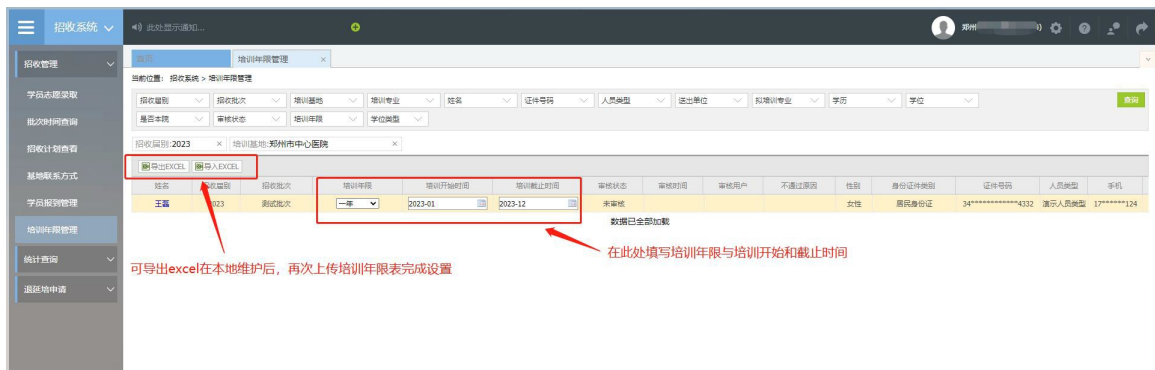 招收系统 此处显示通知... 郑州
招收管理
学员志愿录取
批次时间查询
招收计划查看
基地联系方式
学员报到管理
培训年限管理
统计查询
退延培申请
首页 培训年限管理 ×
当前位置： 招收系统 > 培训年限管理
招收届别 招收批次 培训基地 培训专业 姓名 证件号码 人员类型 送出单位 拟培训专业 学历 学位 查询
是否本院 审核状态 培训年限 学位类型
招收届别:2023 × 培训基地:郑州市中心医院 ×
导出EXCEL 导入EXCEL
姓名 招收届别 招收批次 培训年限 培训开始时间 培训截止时间 审核状态 审核时间 审核用户 不通过原因 性别 身份证件类别 证件号码 人员类型 手机
王磊 2023 测试批次 一年 2023-01 2023-12 未审核 女性 居民身份证 34************4332 演示人员类型 17******124
数据已全部加载
在此处填写培训年限与培训开始和截止时间
可导出excel在本地维护后，再次上传培训年限表完成设置